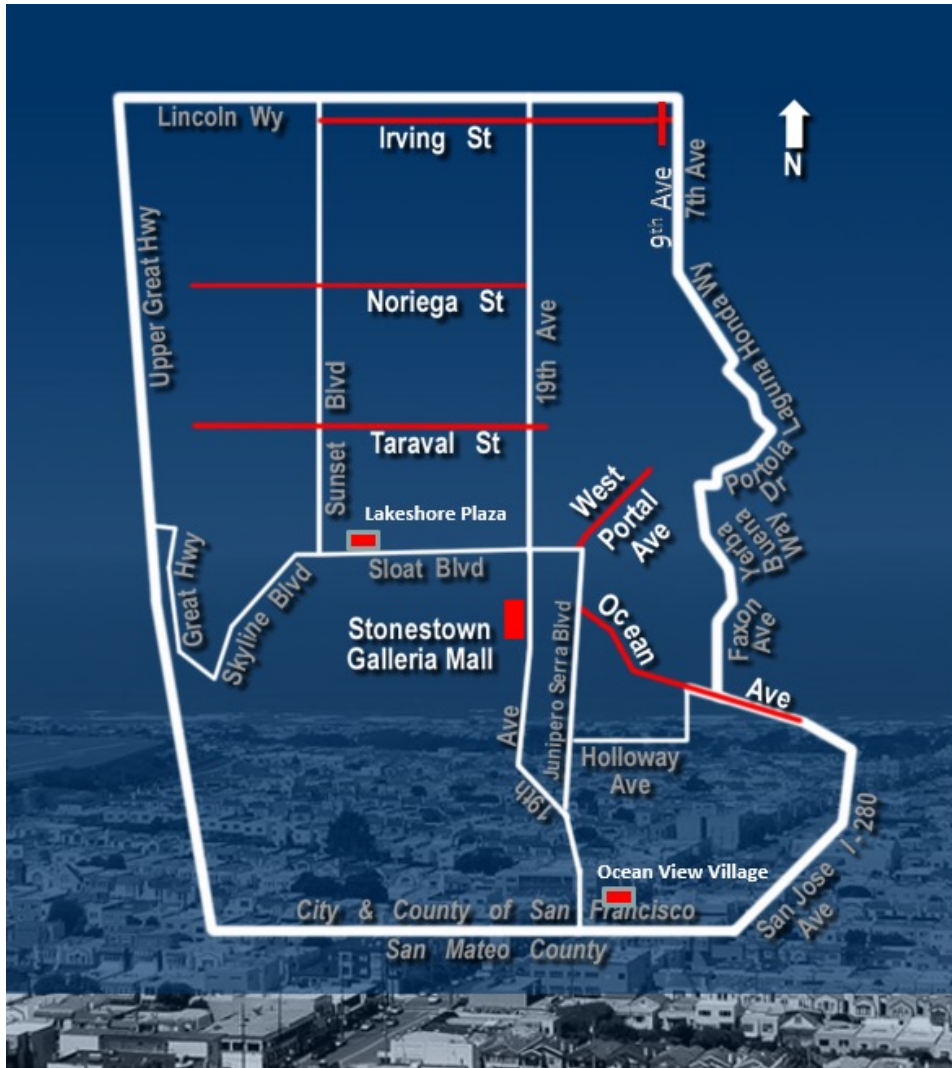 Lincoln Wy
Irving St
N
9th Ave
7th Ave
Upper Great Hwy
Noriega St
19th Ave
Laguna Honda Wy
Sunset Blvd
Taraval St
Portola
Dr
West
Portal
Ave
Lakeshore Plaza
Yerba
Buena
Way
Great Hwy
Skyline Blvd
Sloat Blvd
Stonestown
Galleria Mall
Junipero Serra Blvd
Ocean Ave
Faxon
Ave
19th Ave
Holloway
Ave
I-280
San Jose
Ave
Ocean View Village
City & County of San Francisco
San Mateo County